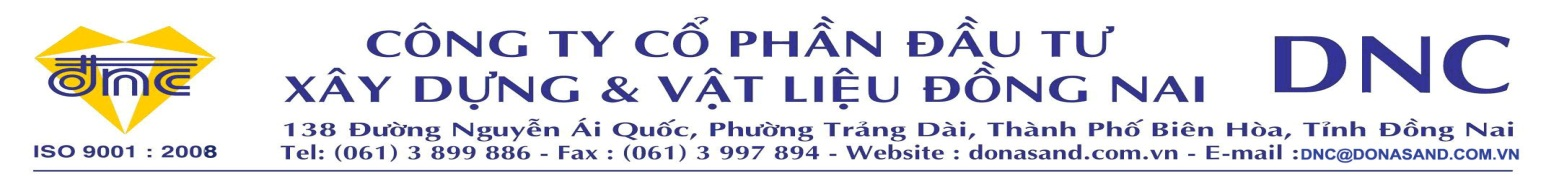 dnc
ISO 9001 : 2008
CÔNG TY CỔ PHẦN ĐẦU TƯ
XÂY DỰNG & VẬT LIỆU ĐỒNG NAI
DNC
138 Đường Nguyễn Ái Quốc, Phường Trảng Dài, Thành Phố Biên Hòa, Tỉnh Đồng Nai
Tel: (061) 3 899 886 - Fax : (061) 3 997 894 - Website : donasand.com.vn - E-mail :DNC@DONASAND.COM.VN